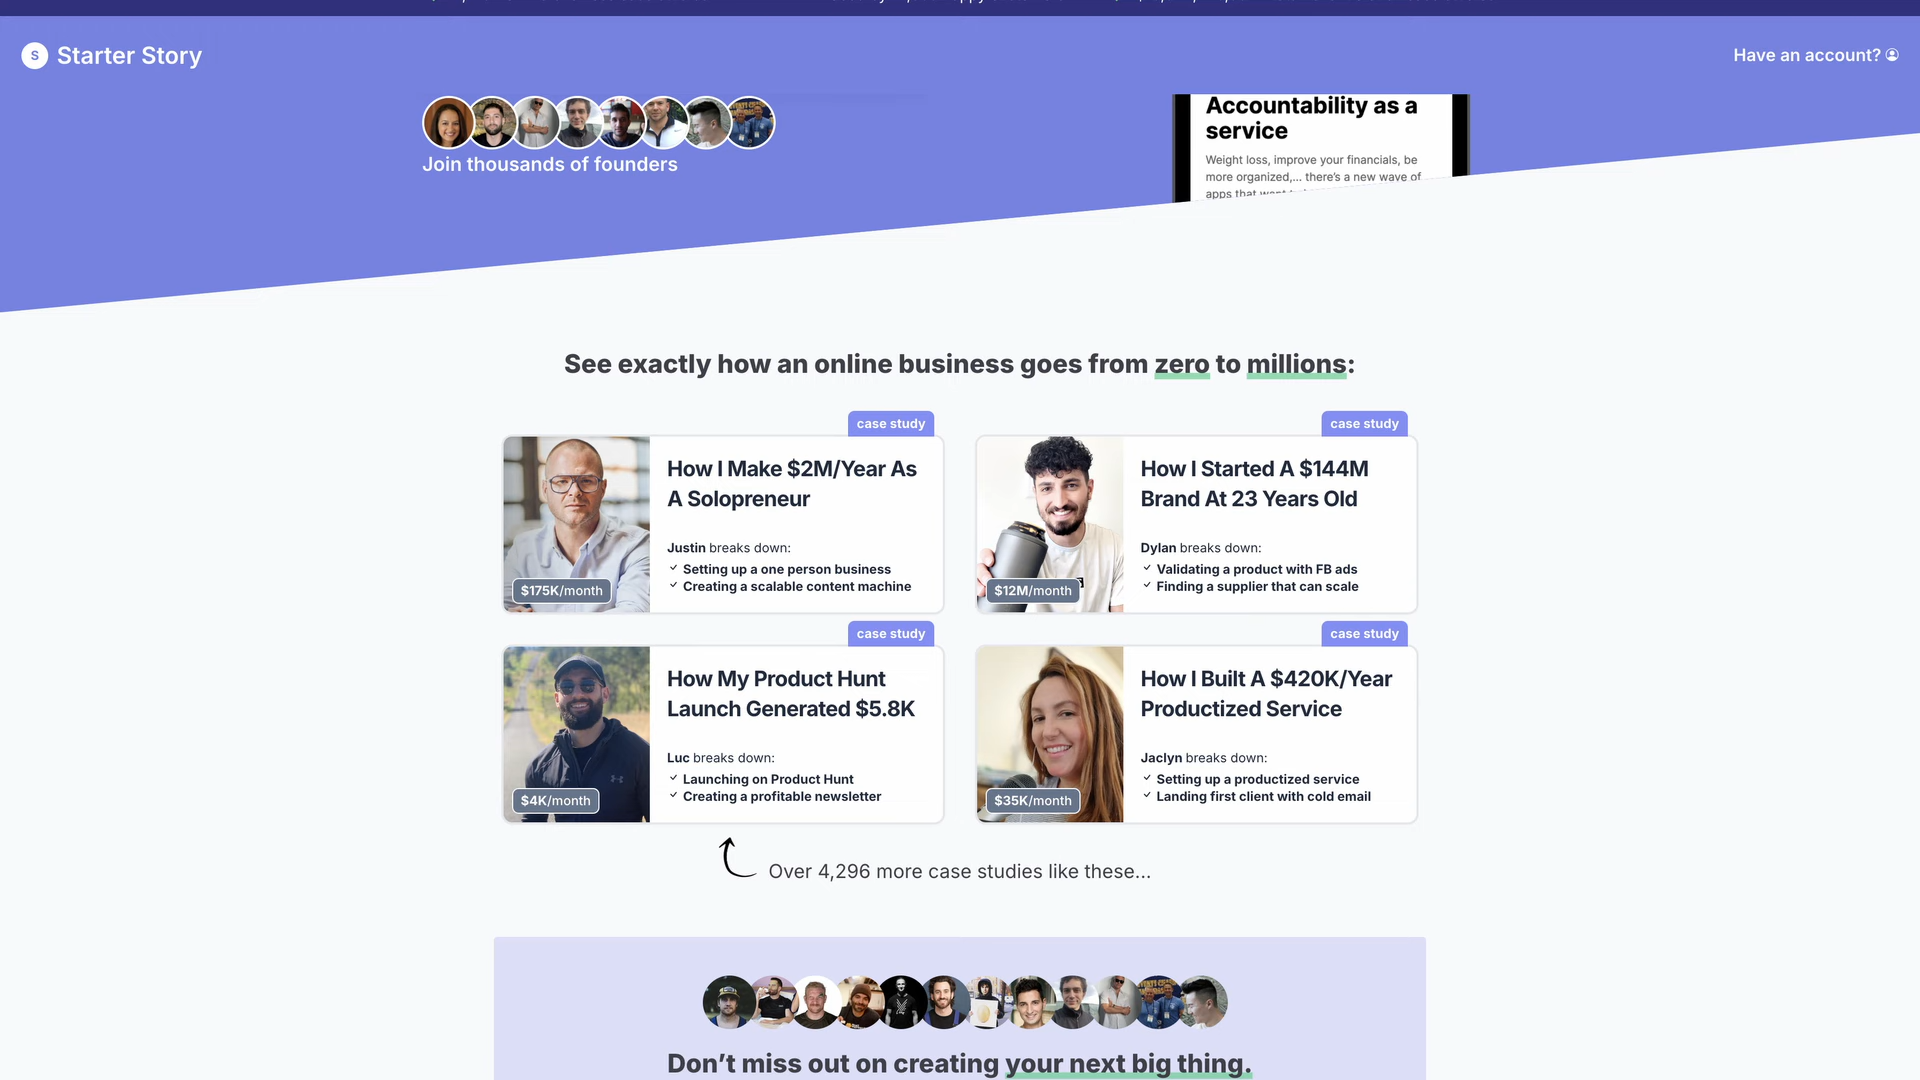 S Starter Story
Have an account?
Join thousands of founders
Accountability as a
service
Weight loss, improve your financials, be
more organized,... there's a new wave of
apps that want
See exactly how an online business goes from zero to millions:
case study
How I Make $2M/Year As
A Solopreneur
Justin breaks down:
Setting up a one person business
Creating a scalable content machine
$175K/month
case study
How I Started A $144M
Brand At 23 Years Old
Dylan breaks down:
Validating a product with FB ads
Finding a supplier that can scale
$12M/month
case study
How My Product Hunt
Launch Generated $5.8K
Luc breaks down:
Launching on Product Hunt
Creating a profitable newsletter
$4K/month
case study
How I Built A $420K/Year
Productized Service
Jaclyn breaks down:
Setting up a productized service
Landing first client with cold email
$35K/month
Over 4,296 more case studies like these...
Don’t miss out on creating your next big thing.